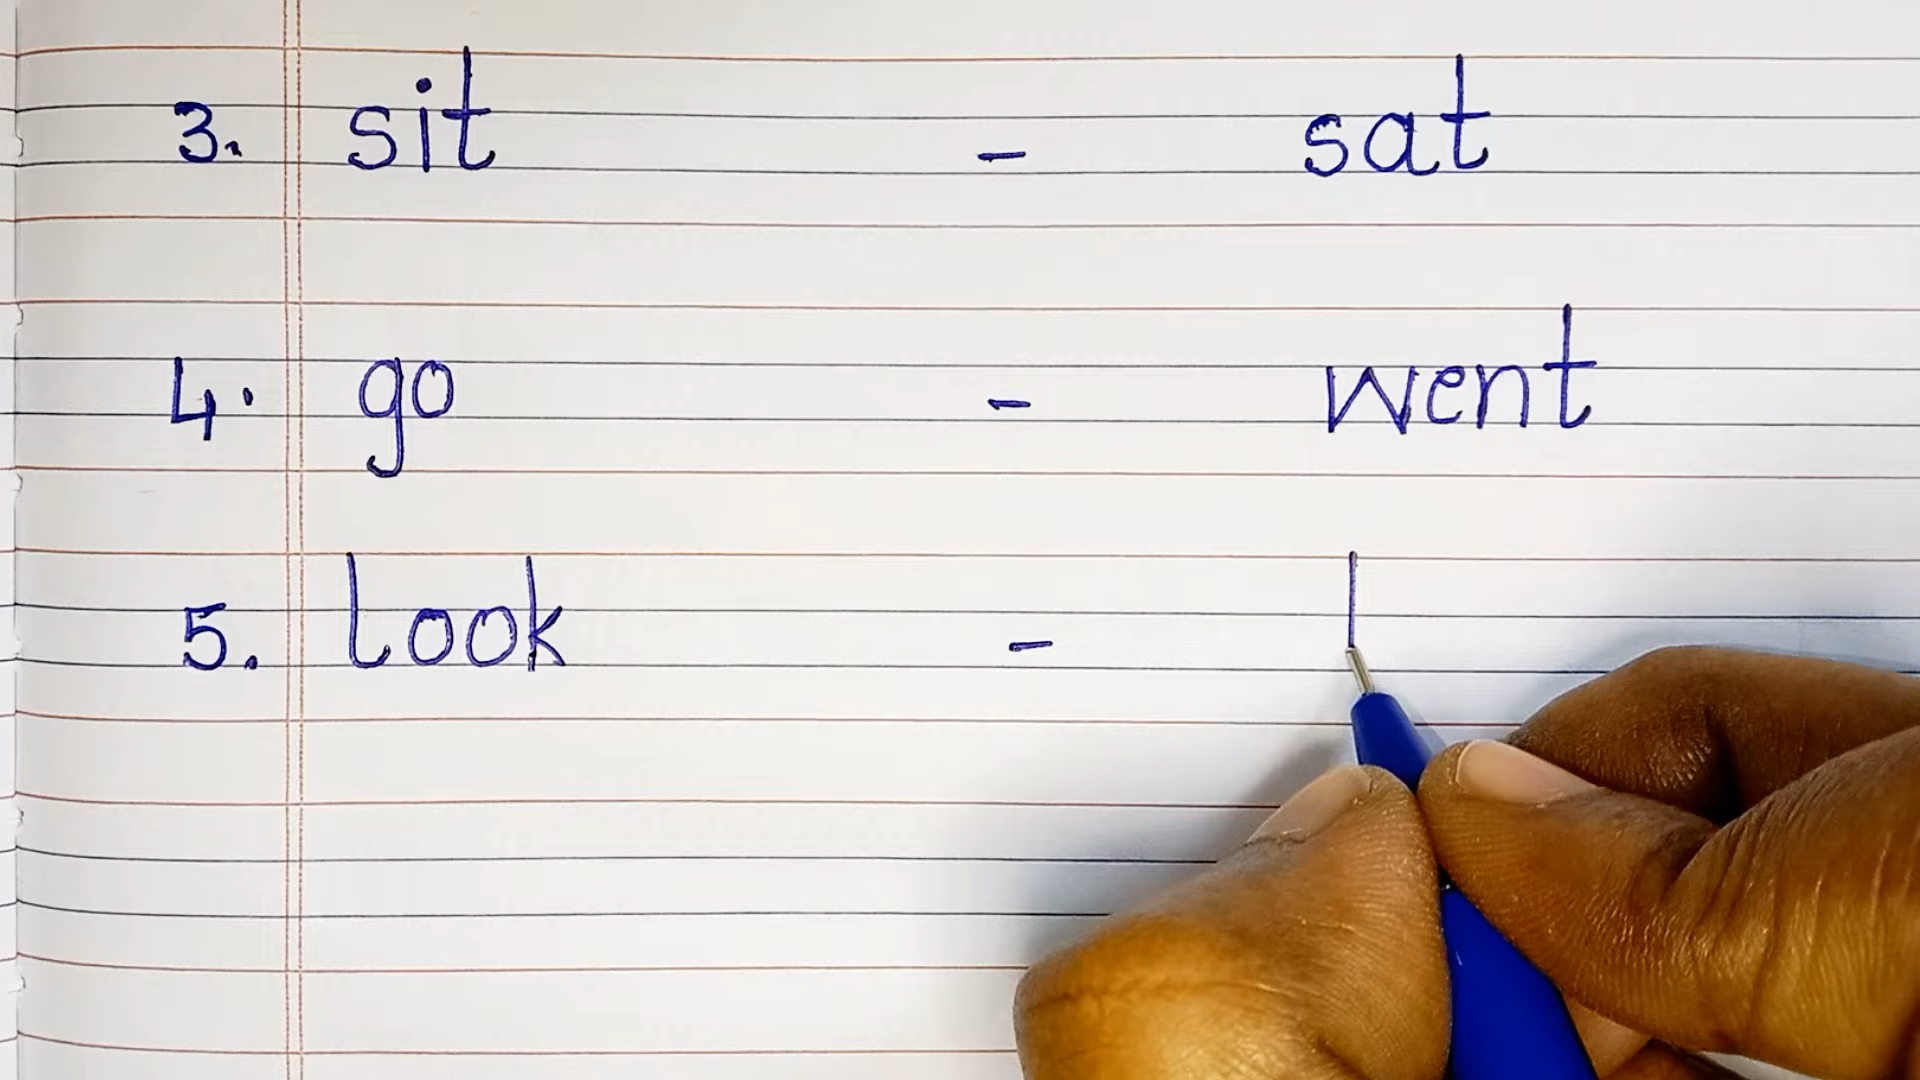 3. sit - sat
4. go - went
5. look - l